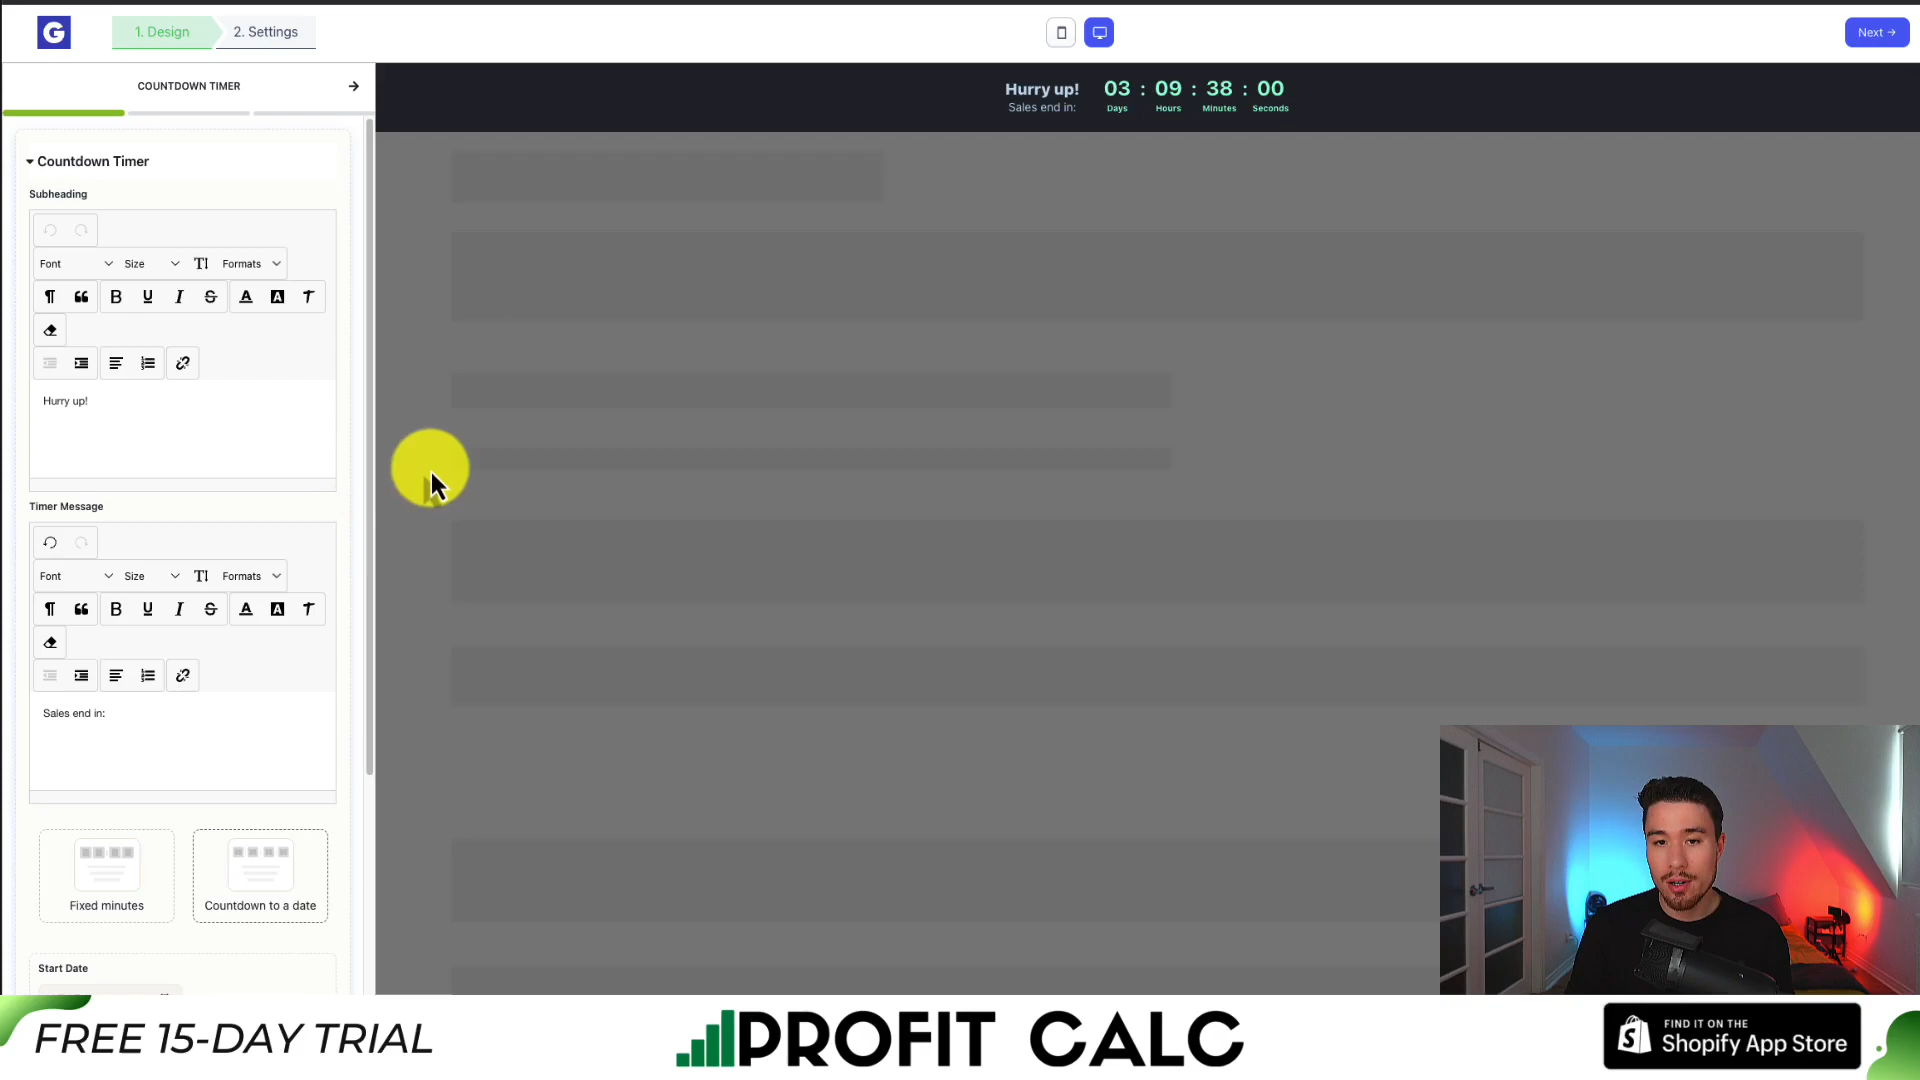 G
1. Design
2. Settings
Next →
COUNTDOWN TIMER
Hurry up!
Sales end in:
03 : 09 : 38 : 00
Days Hours Minutes Seconds
Countdown Timer
Subheading
Font Size Formats
Hurry up!
Timer Message
Font Size Formats
Sales end in:
Fixed minutes
Countdown to a date
Start Date
FREE 15-DAY TRIAL
PROFIT CALC
FIND IT ON THE
Shopify App Store